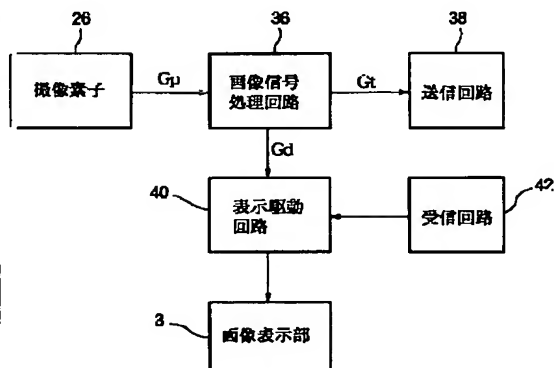 26
36
38
撮像素子
Gp
画像信号
処理回路
Gt
送信回路
Gd
40
表示駆動
回路
受信回路
42
3
画像表示部